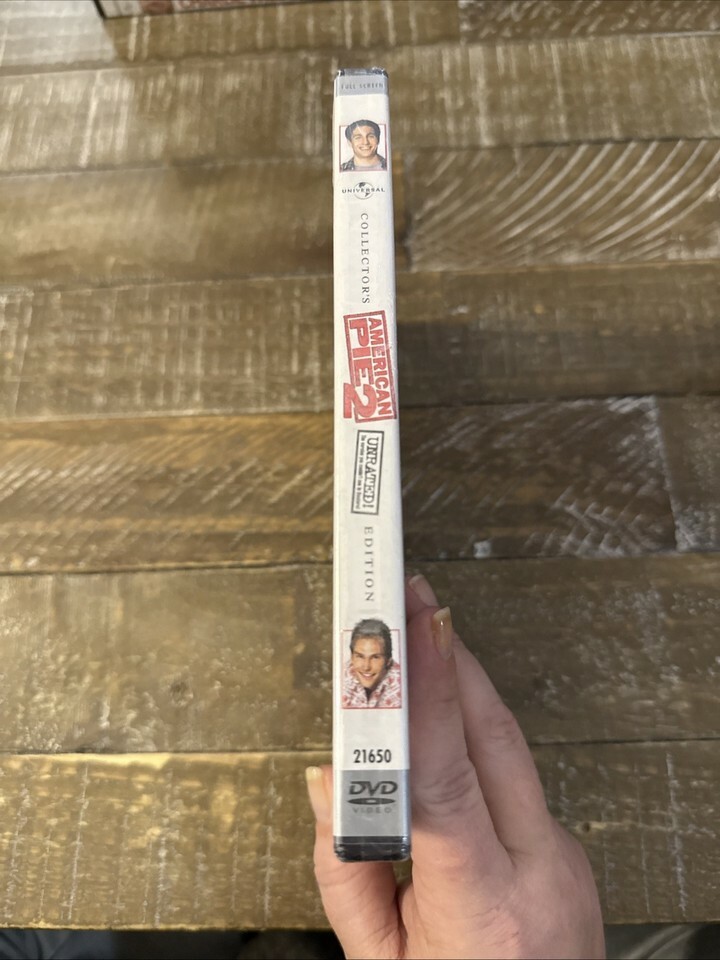 FULL SCREEN
UNIVERSAL
COLLECTOR'S
AMERICAN
PIE 2
UNRATED!
EDITION
21650
DVD
VIDEO